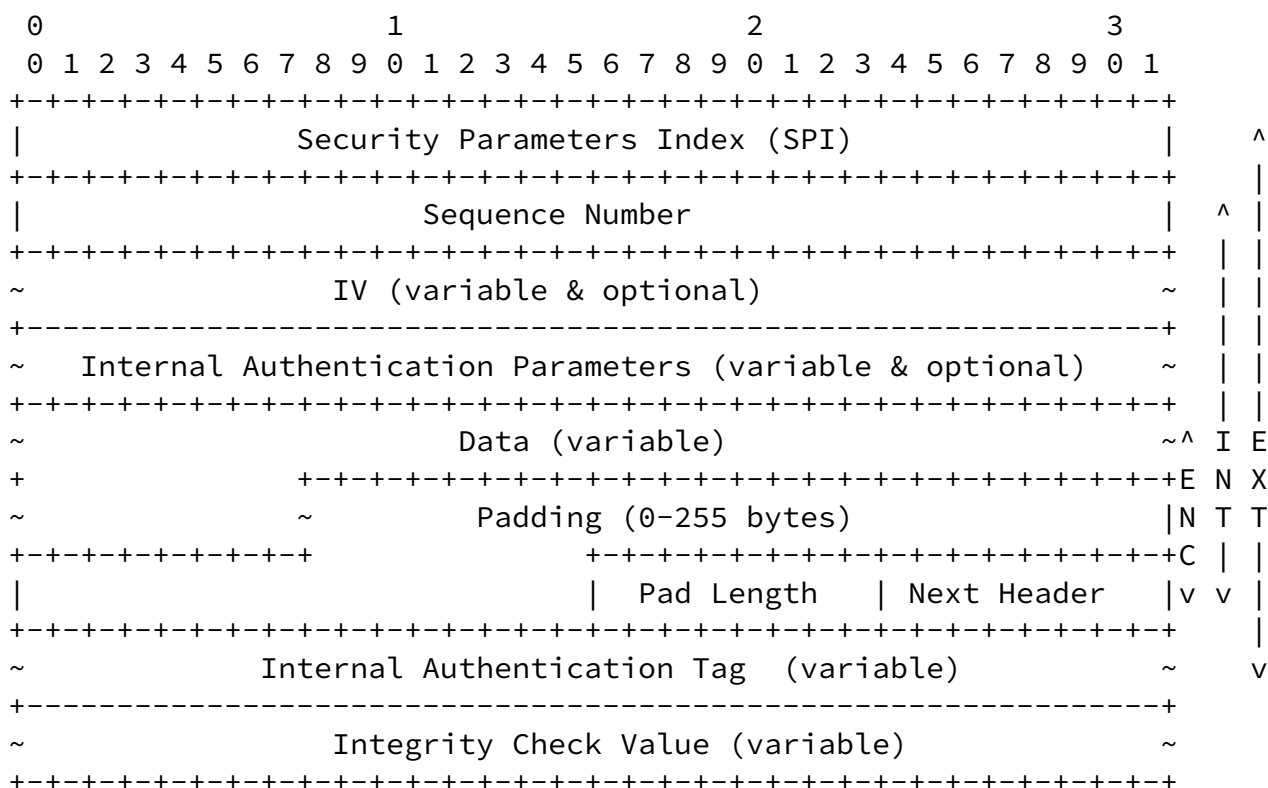 0                   1                   2                   3
 0 1 2 3 4 5 6 7 8 9 0 1 2 3 4 5 6 7 8 9 0 1 2 3 4 5 6 7 8 9 0 1
+-+-+-+-+-+-+-+-+-+-+-+-+-+-+-+-+-+-+-+-+-+-+-+-+-+-+-+-+-+-+-+-+
|               Security Parameters Index (SPI)                 |    ^
+-+-+-+-+-+-+-+-+-+-+-+-+-+-+-+-+-+-+-+-+-+-+-+-+-+-+-+-+-+-+-+-+    |
|                      Sequence Number                          |  ^ |
+-+-+-+-+-+-+-+-+-+-+-+-+-+-+-+-+-+-+-+-+-+-+-+-+-+-+-+-+-+-+-+-+  | |
~                 IV (variable & optional)                      ~  | |
+---------------------------------------------------------------+  | |
~   Internal Authentication Parameters (variable & optional)    ~  | |
+-+-+-+-+-+-+-+-+-+-+-+-+-+-+-+-+-+-+-+-+-+-+-+-+-+-+-+-+-+-+-+-+  | |
~                        Data (variable)                        ~^ I E
+               +-+-+-+-+-+-+-+-+-+-+-+-+-+-+-+-+-+-+-+-+-+-+-+-+E N X
~               ~         Padding (0-255 bytes)                 |N T T
+-+-+-+-+-+-+-+-+               +-+-+-+-+-+-+-+-+-+-+-+-+-+-+-+-+C | |
|                               |  Pad Length   | Next Header   |v v |
+-+-+-+-+-+-+-+-+-+-+-+-+-+-+-+-+-+-+-+-+-+-+-+-+-+-+-+-+-+-+-+-+    |
~             Internal Authentication Tag  (variable)           ~    v
+---------------------------------------------------------------+
~                 Integrity Check Value (variable)              ~
+-+-+-+-+-+-+-+-+-+-+-+-+-+-+-+-+-+-+-+-+-+-+-+-+-+-+-+-+-+-+-+-+